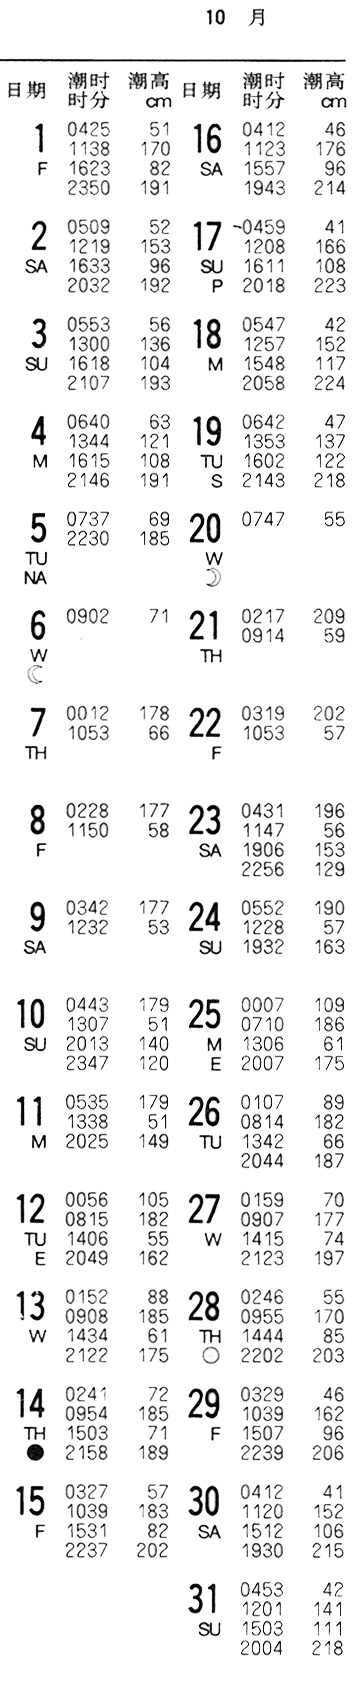 10 月
日期 潮时 时分 潮高 cm 日期 潮时 时分 潮高 cm
1 0425 51
F 1138 170
1623 82
2350 191
2 0509 52
SA 1219 153
1633 96
2032 192
3 0553 56
SU 1300 136
1618 104
2107 193
4 0640 63
M 1344 121
1615 108
2146 191
5 0737 69
TU 2230 185
NA
6 0902 71
W
7 0012 178
TH 1053 66
8 0228 177
F 1150 58
9 0342 177
SA 1232 53
10 0443 179
SU 1307 51
2013 140
2347 120
11 0535 179
M 1338 51
2025 149
12 0056 105
TU 0815 182
E 1406 55
2049 162
13 0152 88
W 0908 185
1434 61
2122 175
14 0241 72
TH 0954 185
1503 71
2158 189
15 0327 57
F 1039 183
1531 82
2237 202
16 0412 46
SA 1123 176
1557 96
1943 214
17 0459 41
SU 1208 166
P 1611 108
2018 223
18 0547 42
M 1257 152
1548 117
2058 224
19 0642 47
TU 1353 137
S 1602 122
2143 218
20 0747 55
W
21 0217 209
TH 0914 59
22 0319 202
F 1053 57
23 0431 196
SA 1147 56
1906 153
2256 129
24 0552 190
SU 1228 57
1932 163
25 0007 109
M 0710 186
E 1306 61
2007 175
26 0107 89
TU 0814 182
1342 66
2044 187
27 0159 70
W 0907 177
1415 74
2123 197
28 0246 55
TH 0955 170
1444 85
2202 203
29 0329 46
F 1039 162
1507 96
2239 206
30 0412 41
SA 1120 152
1512 106
1930 215
31 0453 42
SU 1201 141
1503 111
2004 218